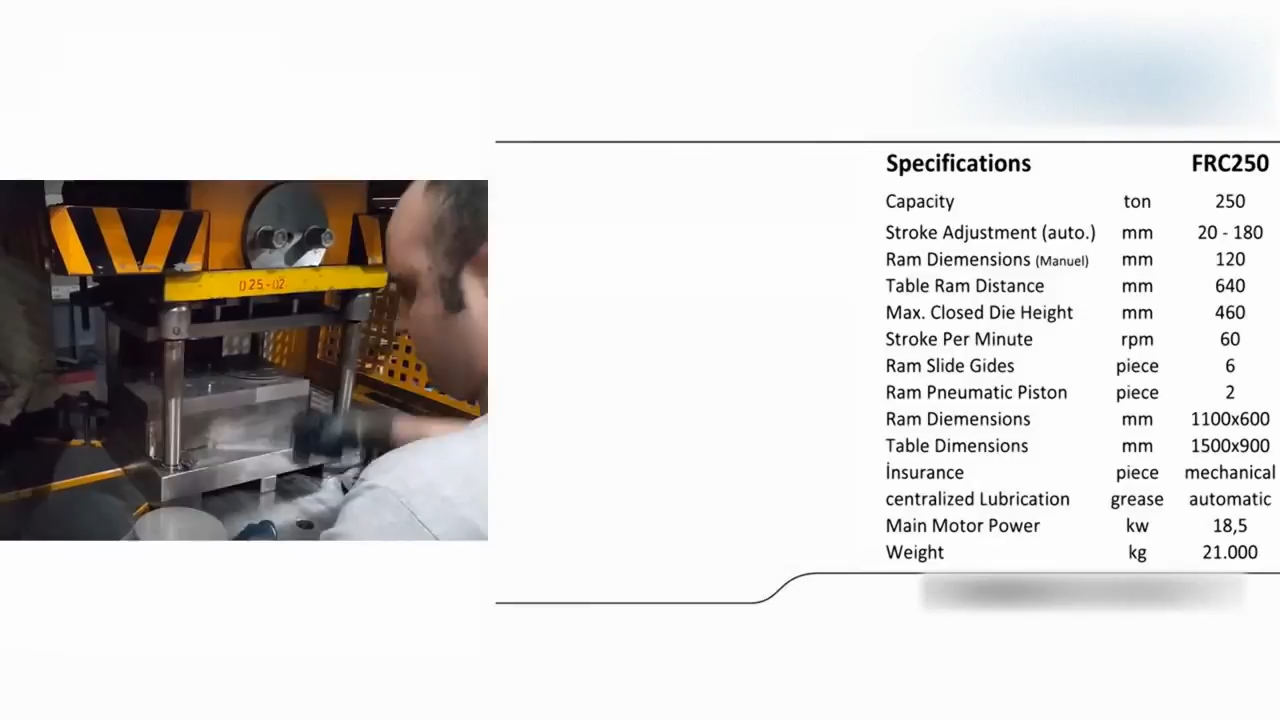 Specifications FRC250
Capacity ton 250
Stroke Adjustment (auto.) mm 20 - 180
Ram Diemensions (Manuel) mm 120
Table Ram Distance mm 640
Max. Closed Die Height mm 460
Stroke Per Minute rpm 60
Ram Slide Gides piece 6
Ram Pneumatic Piston piece 2
Ram Diemensions mm 1100x600
Table Dimensions mm 1500x900
İnsurance piece mechanical
centralized Lubrication grease automatic
Main Motor Power kw 18,5
Weight kg 21.000
025-02